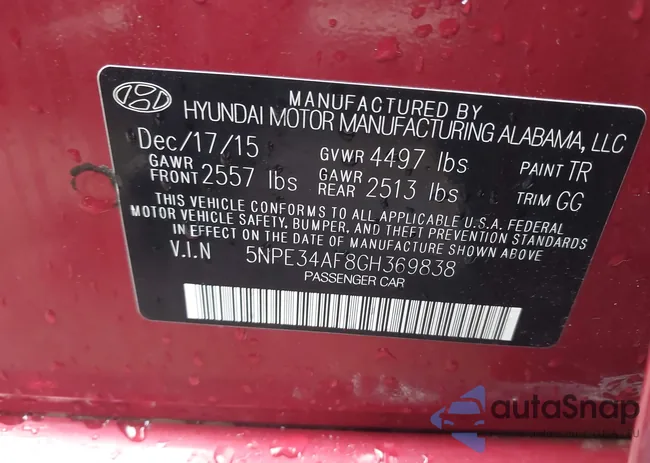 MANUFACTURED BY
HYUNDAI MOTOR MANUFACTURING ALABAMA, LLC
Dec/17/15 GVWR 4497 lbs PAINT TR
GAWR FRONT 2557 lbs GAWR REAR 2513 lbs TRIM GG
THIS VEHICLE CONFORMS TO ALL APPLICABLE U.S.A. FEDERAL
MOTOR VEHICLE SAFETY, BUMPER, AND THEFT PREVENTION STANDARDS
IN EFFECT ON THE DATE OF MANUFACTURE SHOWN ABOVE
V.I.N 5NPE34AF8GH369838
PASSENGER CAR
autaSnap